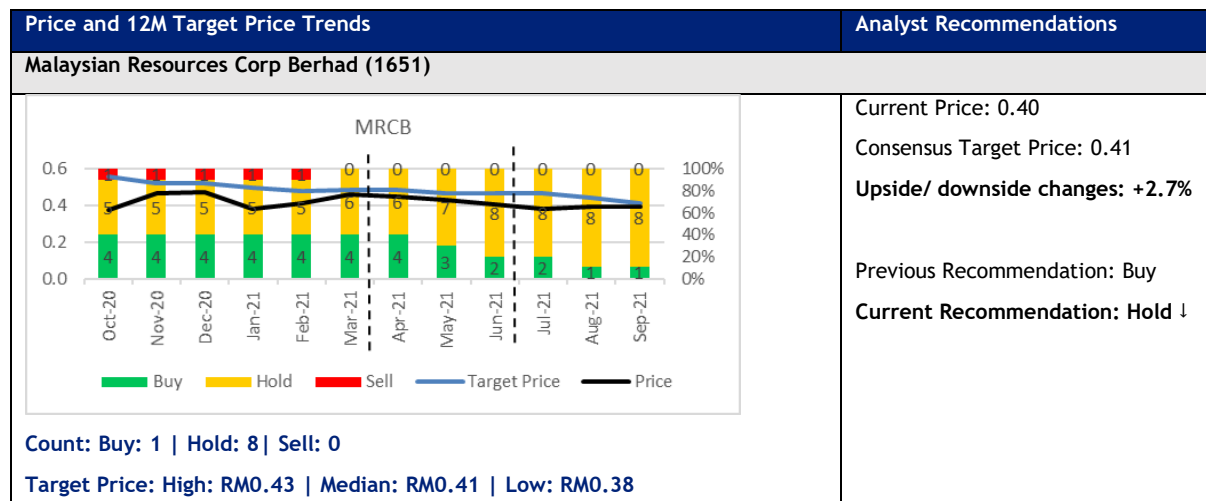 Price and 12M Target Price Trends
Analyst Recommendations
Malaysian Resources Corp Berhad (1651)
MRCB
0.6
0.4
0.2
0.0
100%
80%
60%
40%
20%
0%
1 1 1 1 1 0 0 0 0 0 0 0
5 5 5 5 5 6 6 7 8 8 8 8
4 4 4 4 4 4 4 3 2 2 1 1
Oct-20
Nov-20
Dec-20
Jan-21
Feb-21
Mar-21
Apr-21
May-21
Jun-21
Jul-21
Aug-21
Sep-21
Buy Hold Sell Target Price Price
Count: Buy: 1 | Hold: 8| Sell: 0
Target Price: High: RM0.43 | Median: RM0.41 | Low: RM0.38
Current Price: 0.40
Consensus Target Price: 0.41
Upside/ downside changes: +2.7%
Previous Recommendation: Buy
Current Recommendation: Hold ↓